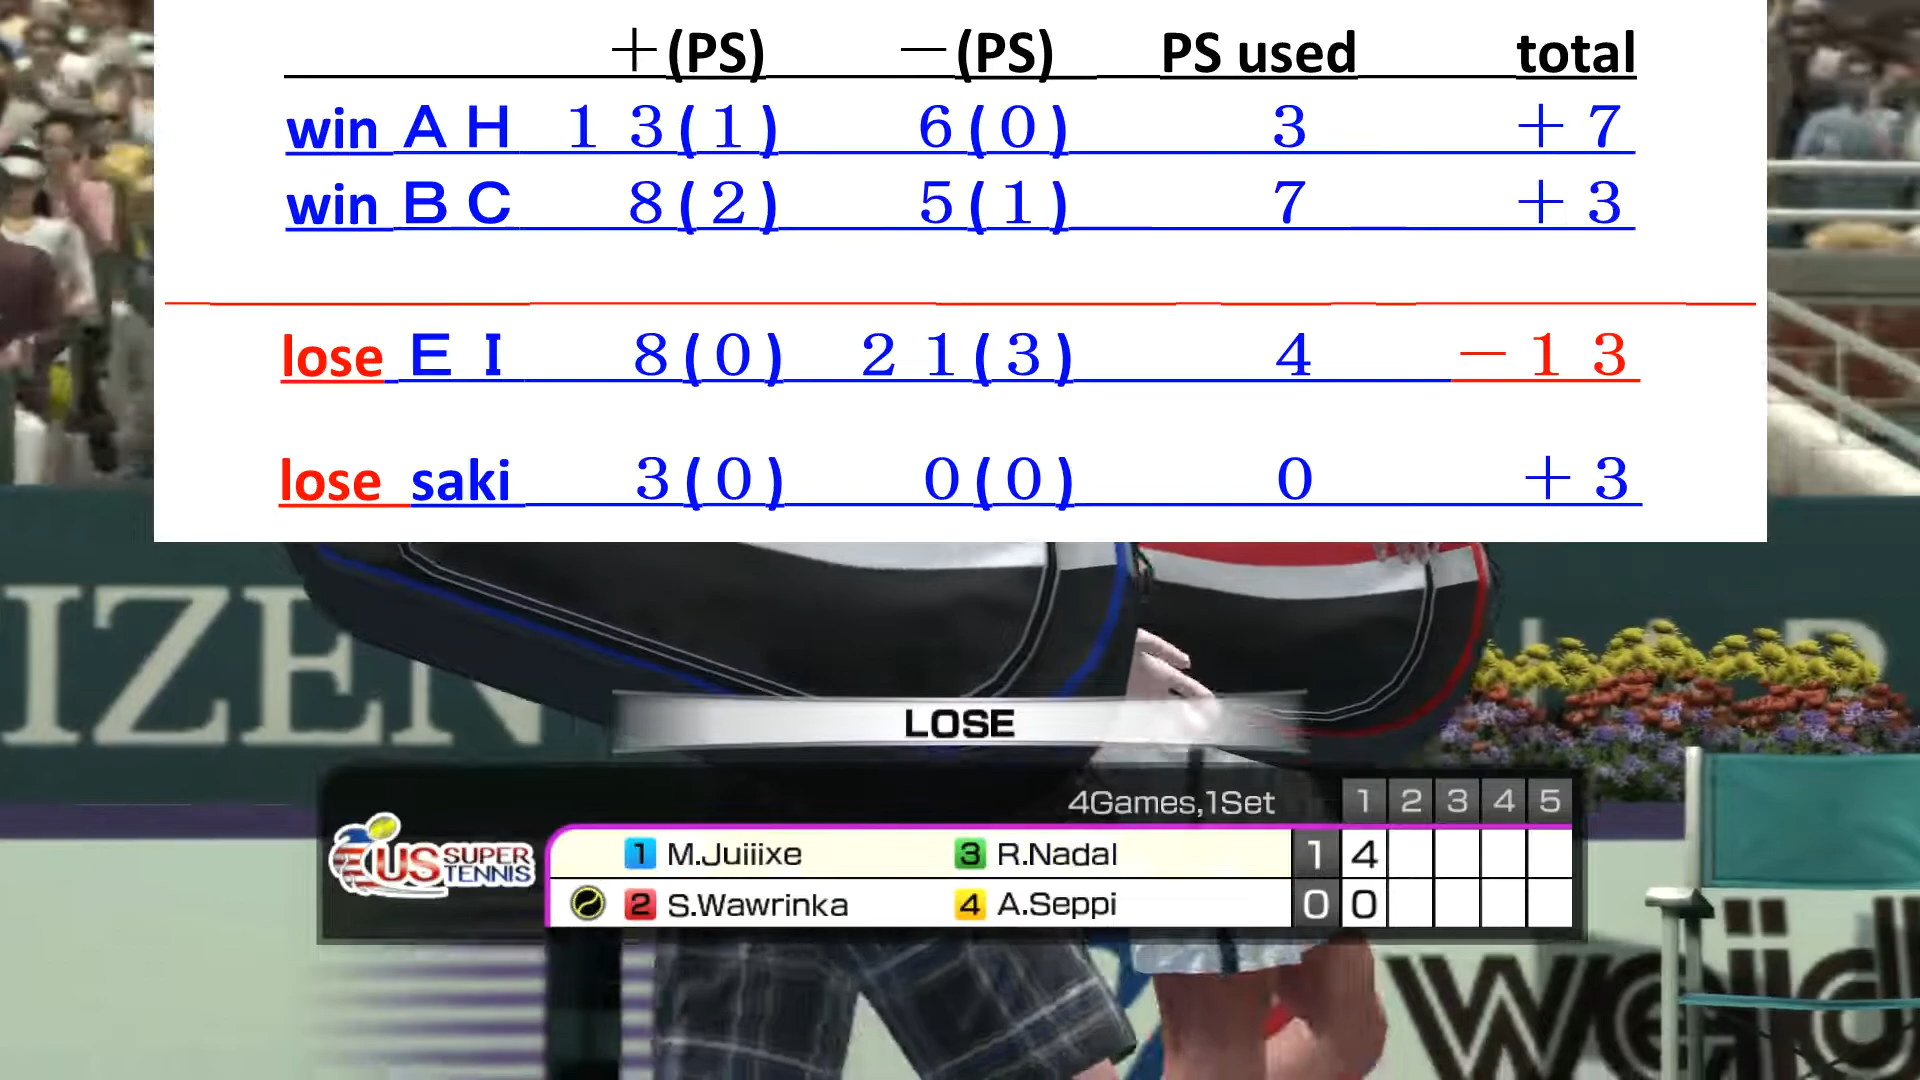 ＋(PS) －(PS) PS used total
win ＡＨ １３(１) ６(０) ３ ＋７
win ＢＣ ８(２) ５(１) ７ ＋３
lose ＥＩ ８(０) ２１(３) ４ －１３
lose saki ３(０) ０(０) ０ ＋３
IZEN
LOSE
4Games,1Set 1 2 3 4 5
US SUPER TENNIS
1 M.Juiiixe 3 R.Nadal 1 4
2 S.Wawrinka 4 A.Seppi 0 0